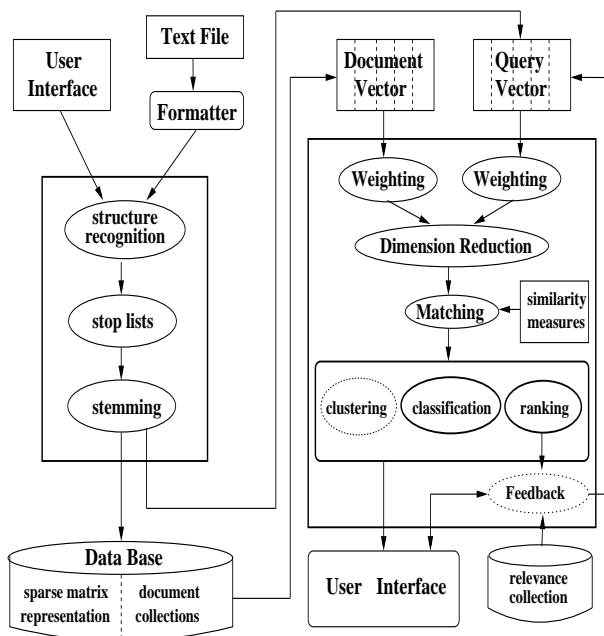 Text File
User
Interface
Formatter
structure
recognition
stop lists
stemming
Data Base
sparse matrix
representation
document
collections
Document
Vector
Query
Vector
Weighting
Weighting
Dimension Reduction
Matching
similarity
measures
clustering
classification
ranking
Feedback
User Interface
relevance
collection